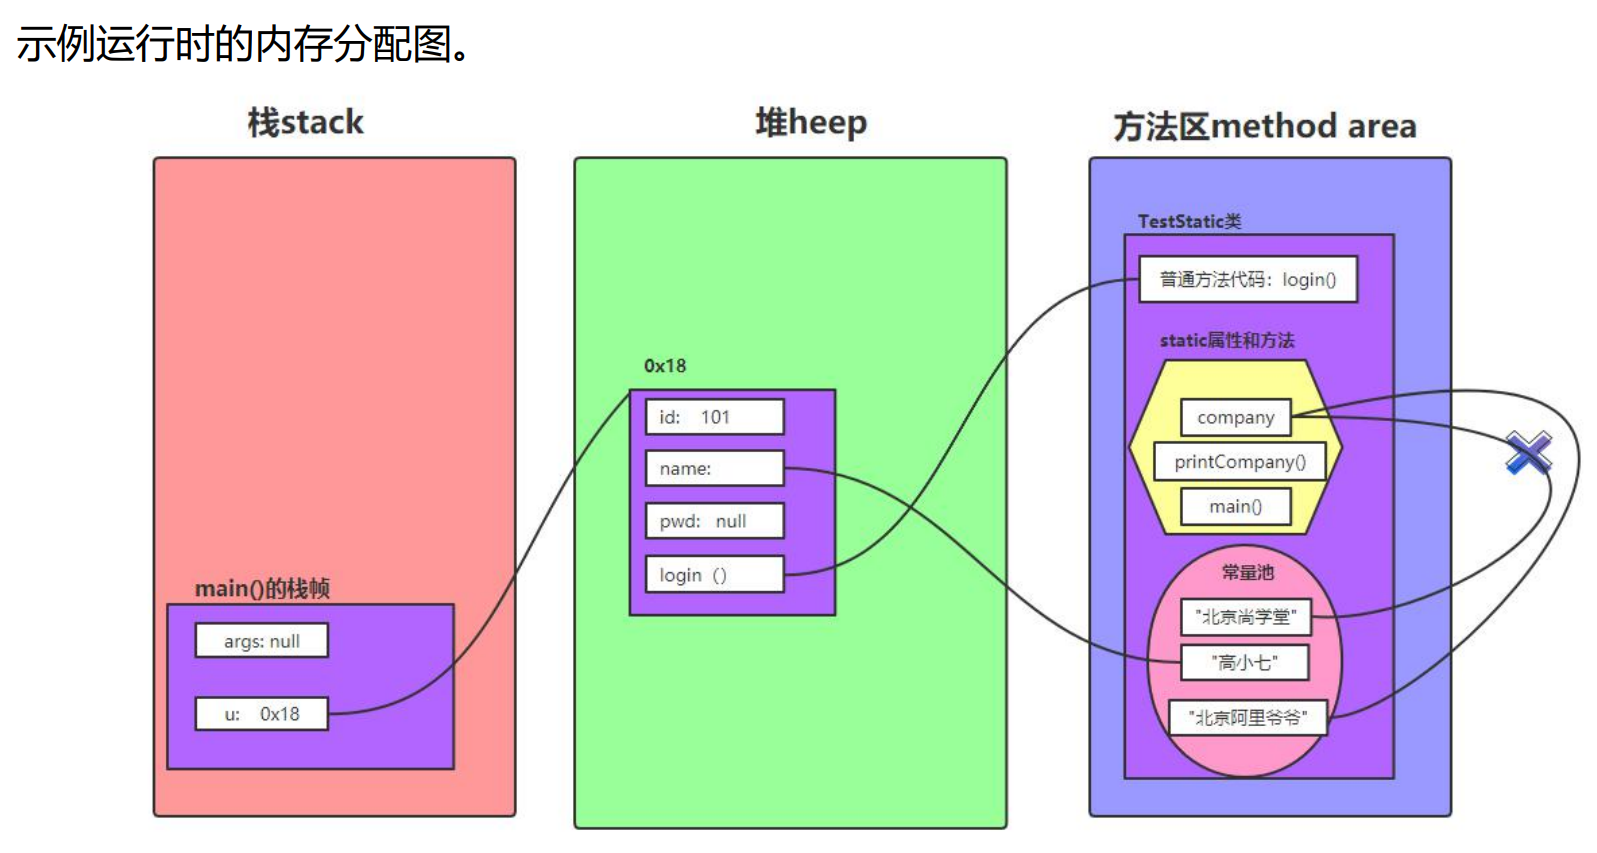 示例运行时的内存分配图。
栈stack
堆heep
方法区method area
TestStatic类
普通方法代码：login()
static属性和方法
company
printCompany()
main()
常量池
"北京尚学堂"
"高小七"
"北京阿里爷爷"
0x18
id: 101
name:
pwd: null
login（）
main()的栈帧
args: null
u: 0x18